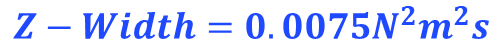 Z − Width = 0.0075N²m²s